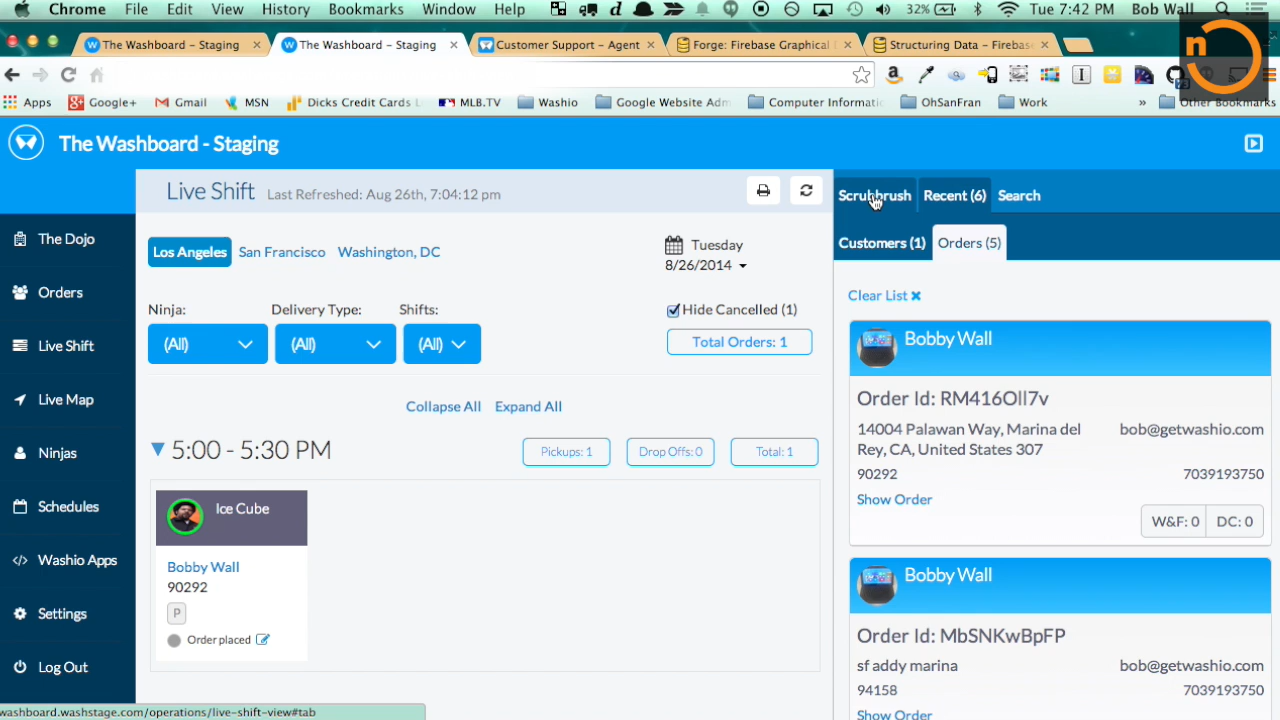 Chrome File Edit View History Bookmarks Window Help 32% Tue 7:42 PM Bob Wall
The Washboard - Staging
The Washboard - Staging
Customer Support - Agent
Forge: Firebase Graphical
Structuring Data - Firebase
Apps Google+ Gmail MSN Dicks Credit Cards MLB.TV Washio Google Website Adm Computer Informati OhSanFran Work » Other Bookmarks
n
The Washboard - Staging
The Dojo
Orders
Live Shift
Live Map
Ninjas
Schedules
Washio Apps
Settings
Log Out
Live Shift Last Refreshed: Aug 26th, 7:04:12 pm
Los Angeles San Francisco Washington, DC
Tuesday
8/26/2014
Ninja: Delivery Type: Shifts:
(All) (All) (All)
Hide Cancelled (1)
Total Orders: 1
Collapse All Expand All
5:00 - 5:30 PM Pickups: 1 Drop Offs: 0 Total: 1
Ice Cube
Bobby Wall
90292
P
Order placed
Scrubbrush Recent (6) Search
Customers (1) Orders (5)
Clear List
Bobby Wall
Order Id: RM416Oll7v
14004 Palawan Way, Marina del bob@getwashio.com
Rey, CA, United States 307
90292 7039193750
Show Order
W&F: 0 DC: 0
Bobby Wall
Order Id: MbSNKwBpFP
sf addy marina bob@getwashio.com
94158 7039193750
Show Order
washboard.washstage.com/operations/live-shift-view#tab